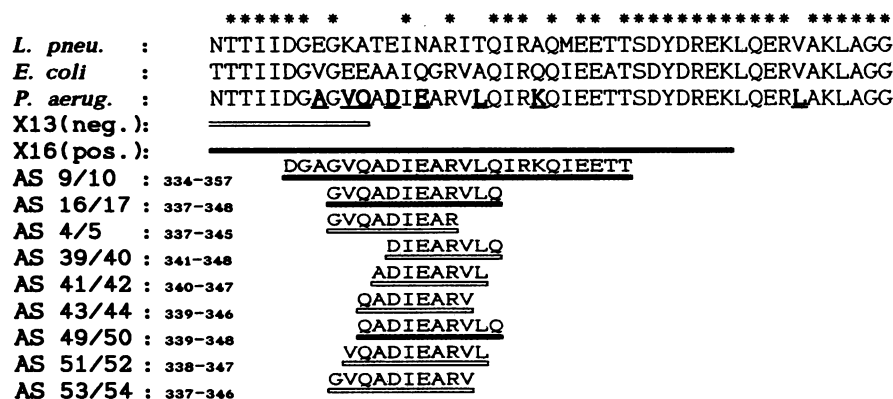 ****** * * * *** * ** *********** ******
L. pneu. : NTTIIDGEGKATEINARITQIRAQMEETTSDYDREKLQERVAKLAGG
E. coli : TTTIIDGVGEEAAIQGRVAQIRQQIEEATSDYDREKLQERVAKLAGG
P. aerug. : NTTIIDGAGVQADIEARVLQIRKQIEETTSDYDREKLQERLAKLAGG
X13(neg.):
X16(pos.):
AS 9/10 : 334-357 DGAGVQADIEARVLQIRKQIEETT
AS 16/17 : 337-348 GVQADIEARVLQ
AS 4/5 : 337-345 GVQADIEAR
AS 39/40 : 341-348 DIEARVLQ
AS 41/42 : 340-347 ADIEARVL
AS 43/44 : 339-346 QADIEARV
AS 49/50 : 339-348 QADIEARVLQ
AS 51/52 : 338-347 VQADIEARVL
AS 53/54 : 337-346 GVQADIEARV